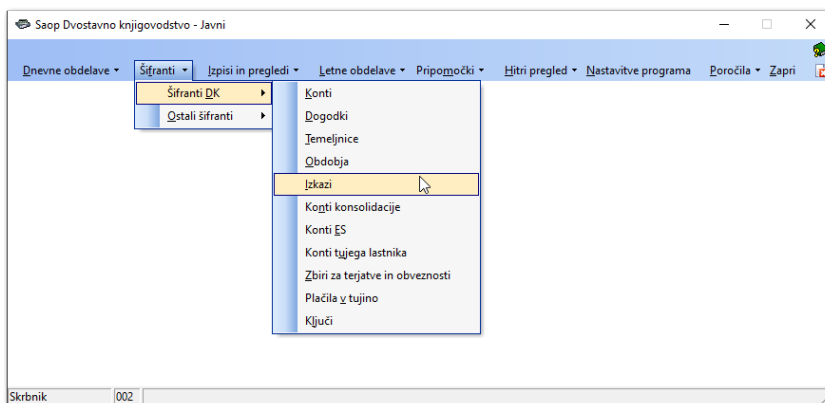 Saop Dvostavno knjigovodstvo - Javni
Dnevne obdelave Šifranti Izpisi in pregledi Letne obdelave Pripomočki Hitri pregled Nastavitve programa Poročila Zapri
Šifranti DK
Ostali šifranti
Konti
Dogodki
Temeljnice
Obdobja
Izkazi
Konti konsolidacije
Konti ES
Konti tujega lastnika
Zbiri za terjatve in obveznosti
Plačila v tujino
Ključi
Skrbnik 002